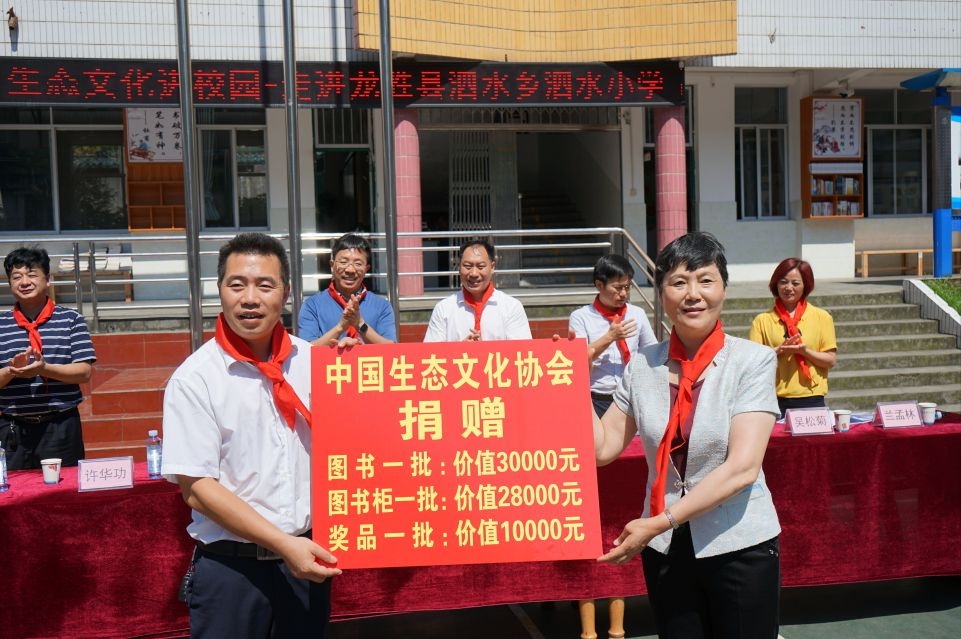 生态文化进校园-走进龙胜县泗水乡泗水小学
中国生态文化协会
捐赠
图书一批：价值30000元
图书柜一批：价值28000元
奖品一批：价值10000元
许华功
吴松菊
兰孟林